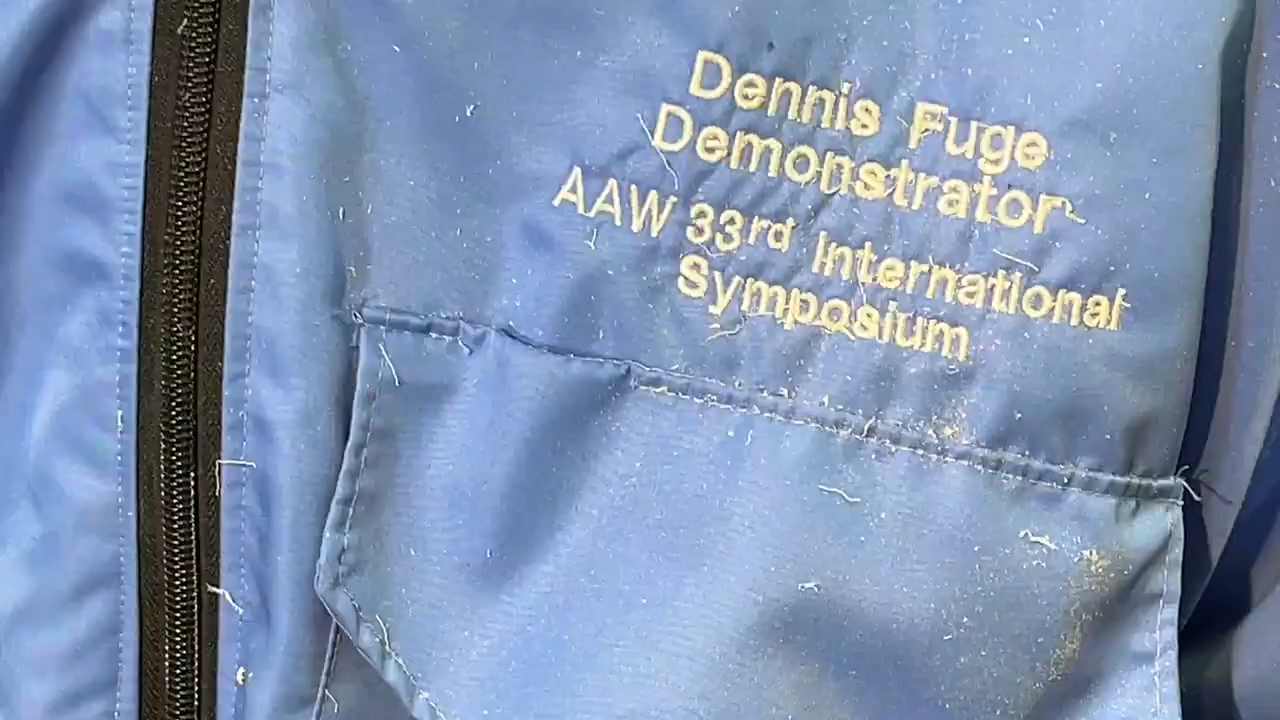 Dennis Fuge
Demonstrator
AAW 33rd International
Symposium